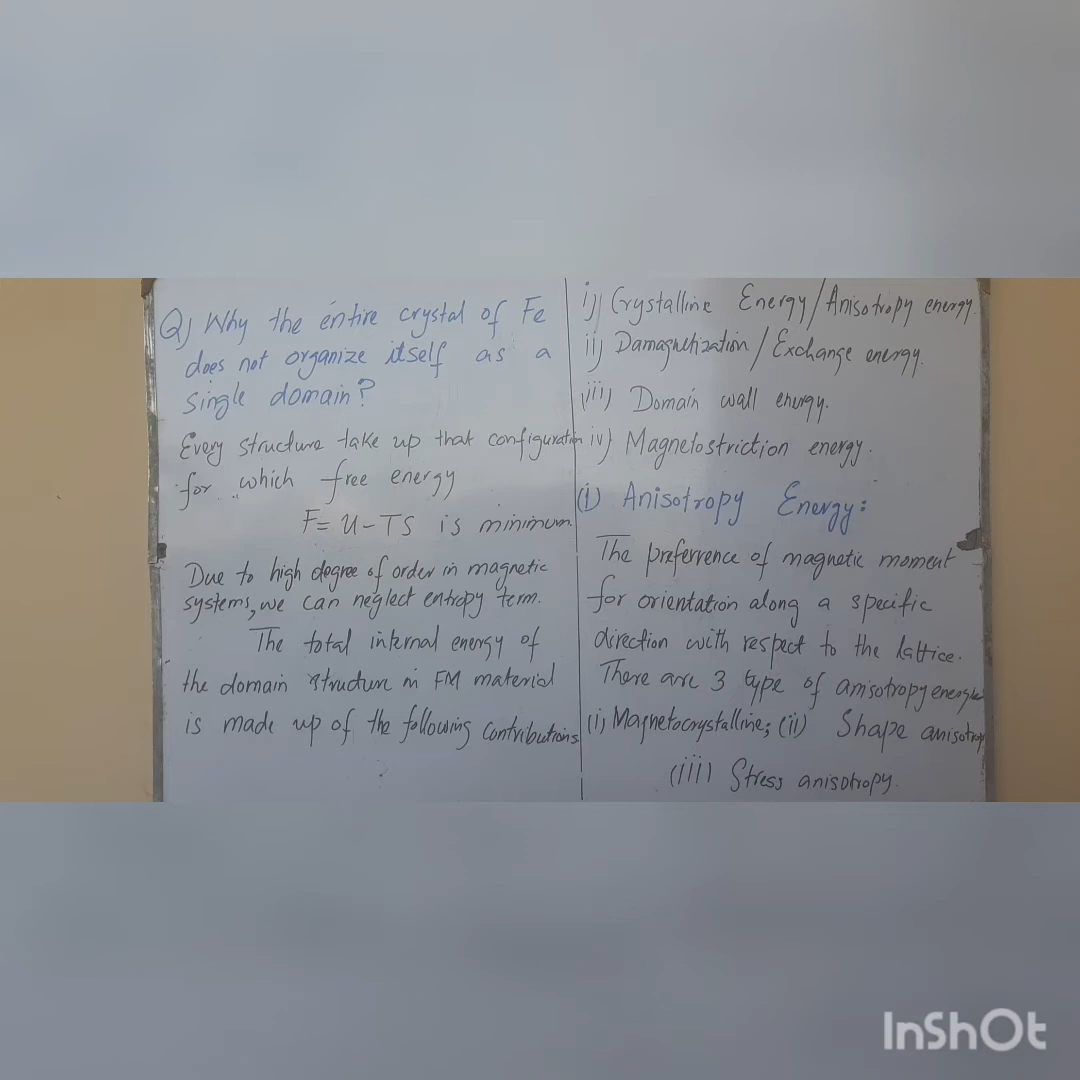 Q) Why the entire crystal of Fe
does not organize itself as a
single domain?
Every structure take up that configuration
for which free energy
F= U-TS is minimum.
Due to high degree of order in magnetic
systems, we can neglect entropy term.
The total internal energy of
the domain structure in FM material
is made up of the following contributions
i) Crystalline Energy/Anisotropy energy.
ii) Damagnetization/Exchange energy.
iii) Domain wall energy.
iv) Magnetostriction energy.
(i) Anisotropy Energy:
The preferrence of magnetic moment
for orientation along a specific
direction with respect to the lattice.
There are 3 type of anisotropy
(i) Magnetocrystalline; (ii) Shape anisotrop
(iii) Stress anisotropy.
InShOt